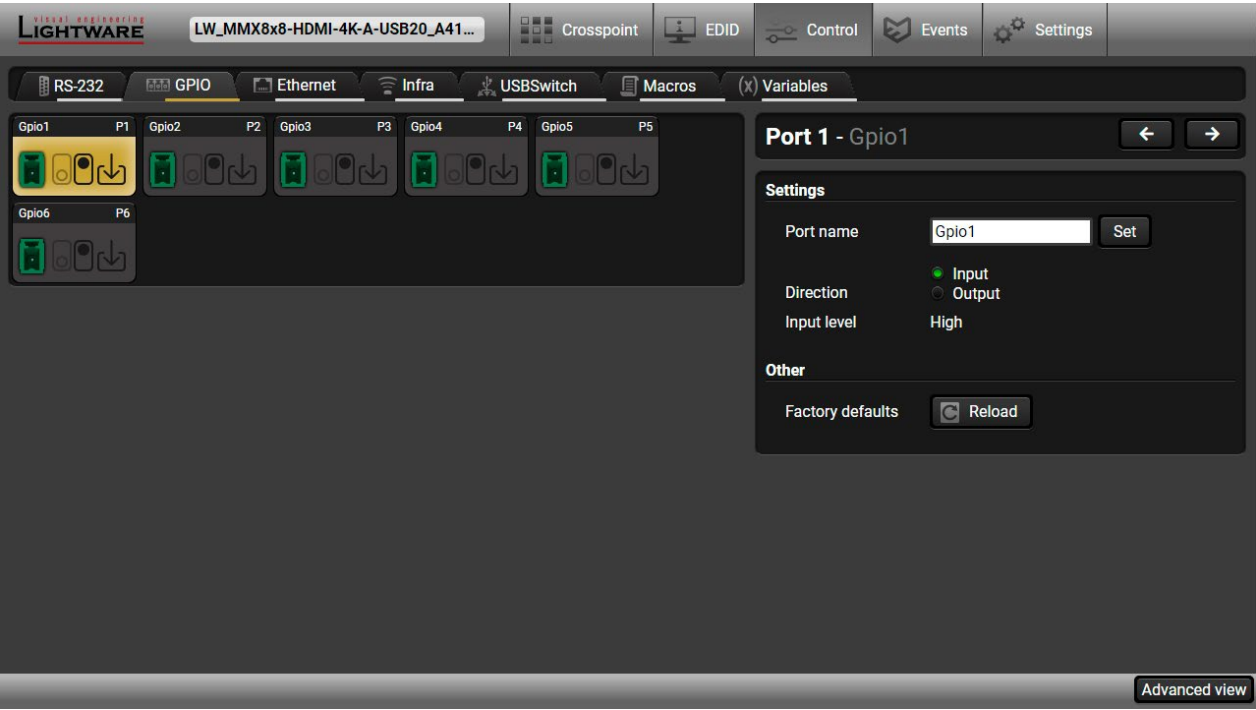 visual engineering
LIGHTWARE
LW_MMX8x8-HDMI-4K-A-USB20_A41...
Crosspoint
EDID
Control
Events
Settings
RS-232
GPIO
Ethernet
Infra
USBSwitch
Macros
(x) Variables
Gpio1 P1
Gpio2 P2
Gpio3 P3
Gpio4 P4
Gpio5 P5
Gpio6 P6
Port 1 - Gpio1
Settings
Port name Gpio1 Set
Direction
Input
Output
Input level High
Other
Factory defaults Reload
Advanced view